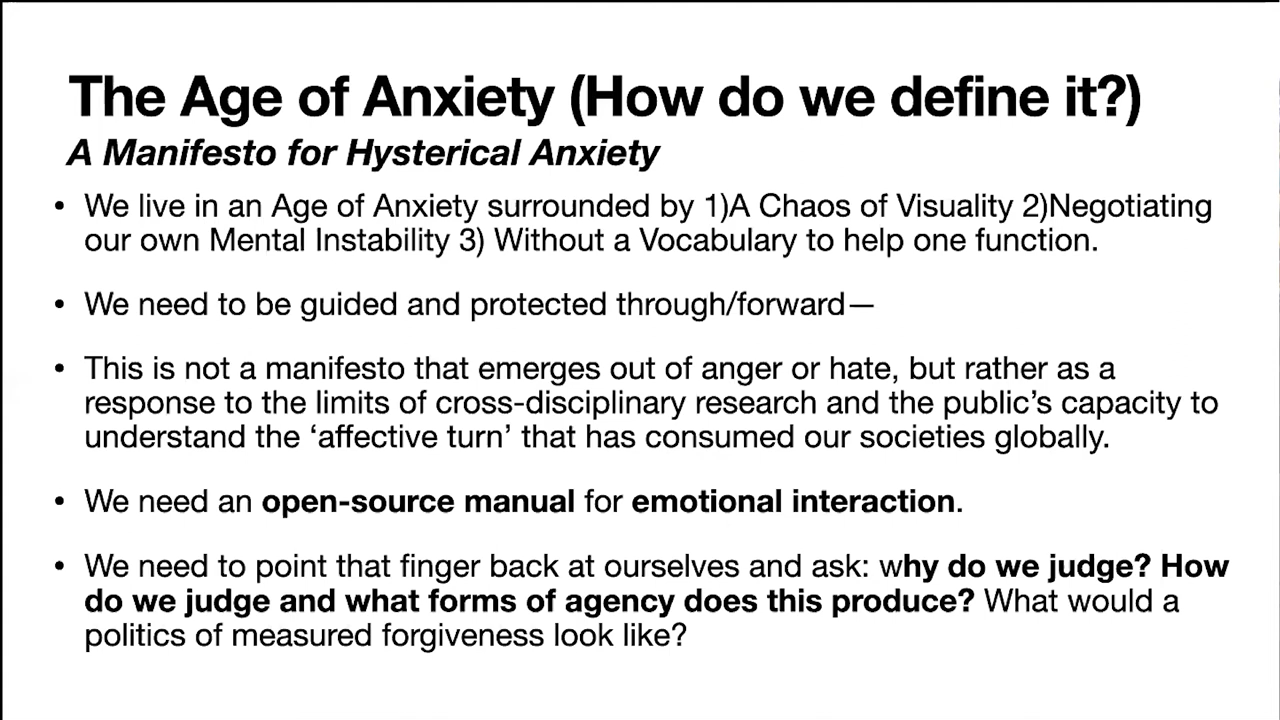 The Age of Anxiety (How do we define it?)
A Manifesto for Hysterical Anxiety
• We live in an Age of Anxiety surrounded by 1)A Chaos of Visuality 2)Negotiating
our own Mental Instability 3) Without a Vocabulary to help one function.
• We need to be guided and protected through/forward—
• This is not a manifesto that emerges out of anger or hate, but rather as a
response to the limits of cross-disciplinary research and the public’s capacity to
understand the ‘affective turn’ that has consumed our societies globally.
• We need an open-source manual for emotional interaction.
• We need to point that finger back at ourselves and ask: why do we judge? How
do we judge and what forms of agency does this produce? What would a
politics of measured forgiveness look like?